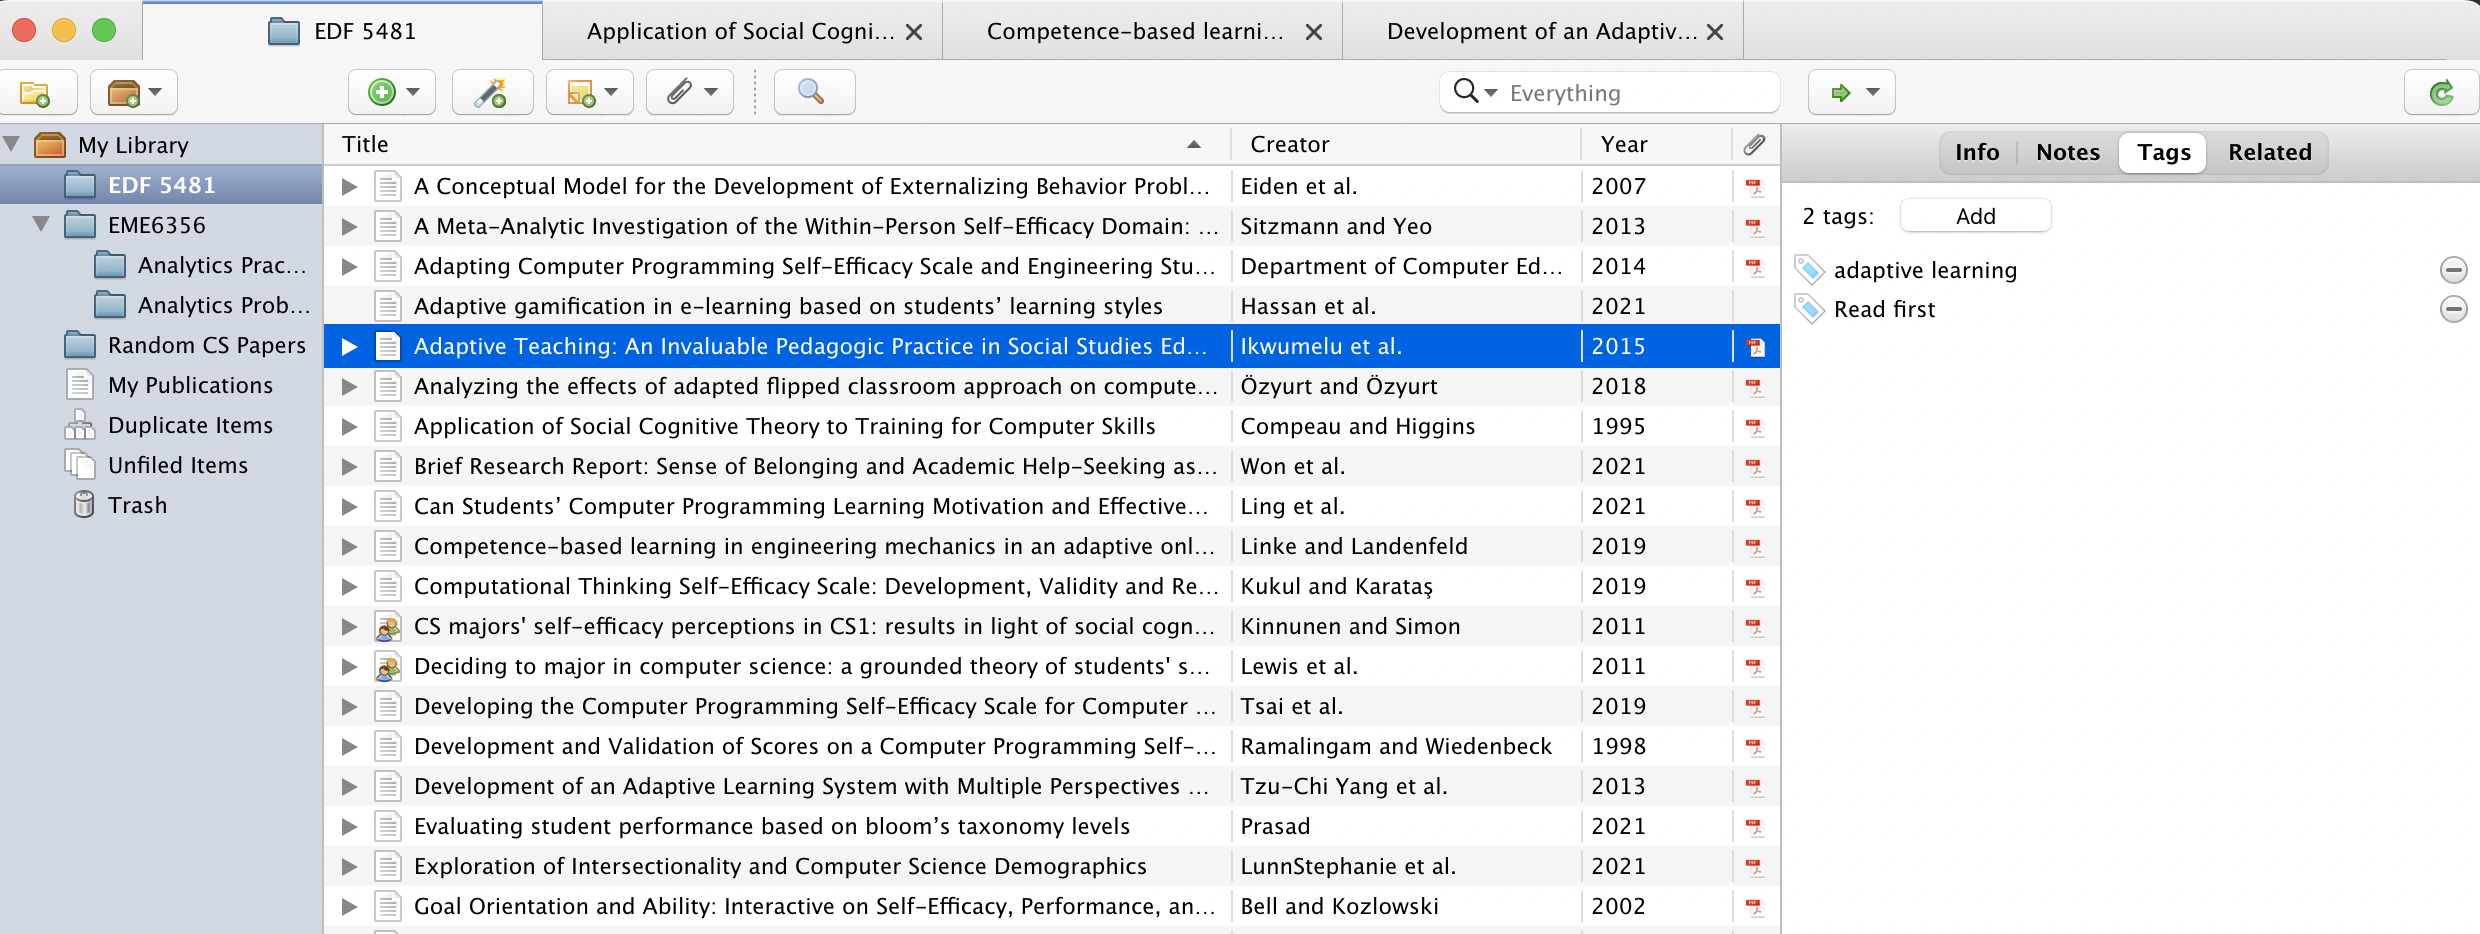 EDF 5481
Application of Social Cogni...
Competence-based learni...
Development of an Adaptiv...
Everything
My Library
EDF 5481
EME6356
Analytics Prac...
Analytics Prob...
Random CS Papers
My Publications
Duplicate Items
Unfiled Items
Trash
Title Creator Year
A Conceptual Model for the Development of Externalizing Behavior Probl... Eiden et al. 2007
A Meta-Analytic Investigation of the Within-Person Self-Efficacy Domain: ... Sitzmann and Yeo 2013
Adapting Computer Programming Self-Efficacy Scale and Engineering Stu... Department of Computer Ed... 2014
Adaptive gamification in e-learning based on students’ learning styles Hassan et al. 2021
Adaptive Teaching: An Invaluable Pedagogic Practice in Social Studies Ed... Ikwumelu et al. 2015
Analyzing the effects of adapted flipped classroom approach on compute... Özyurt and Özyurt 2018
Application of Social Cognitive Theory to Training for Computer Skills Compeau and Higgins 1995
Brief Research Report: Sense of Belonging and Academic Help-Seeking as... Won et al. 2021
Can Students’ Computer Programming Learning Motivation and Effective... Ling et al. 2021
Competence-based learning in engineering mechanics in an adaptive onl... Linke and Landenfeld 2019
Computational Thinking Self-Efficacy Scale: Development, Validity and Re... Kukul and Karataş 2019
CS majors' self-efficacy perceptions in CS1: results in light of social cogn... Kinnunen and Simon 2011
Deciding to major in computer science: a grounded theory of students' s... Lewis et al. 2011
Developing the Computer Programming Self-Efficacy Scale for Computer ... Tsai et al. 2019
Development and Validation of Scores on a Computer Programming Self-... Ramalingam and Wiedenbeck 1998
Development of an Adaptive Learning System with Multiple Perspectives ... Tzu-Chi Yang et al. 2013
Evaluating student performance based on bloom’s taxonomy levels Prasad 2021
Exploration of Intersectionality and Computer Science Demographics LunnStephanie et al. 2021
Goal Orientation and Ability: Interactive on Self-Efficacy, Performance, an... Bell and Kozlowski 2002
Info Notes Tags Related
2 tags: Add
adaptive learning
Read first